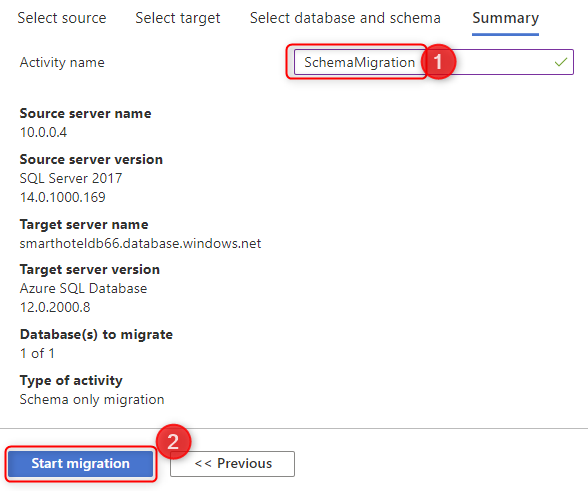 Select source Select target Select database and schema Summary
Activity name SchemaMigration 1
Source server name
10.0.0.4
Source server version
SQL Server 2017
14.0.1000.169
Target server name
smarthoteldb66.database.windows.net
Target server version
Azure SQL Database
12.0.2000.8
Database(s) to migrate
1 of 1
Type of activity
Schema only migration
2
Start migration << Previous